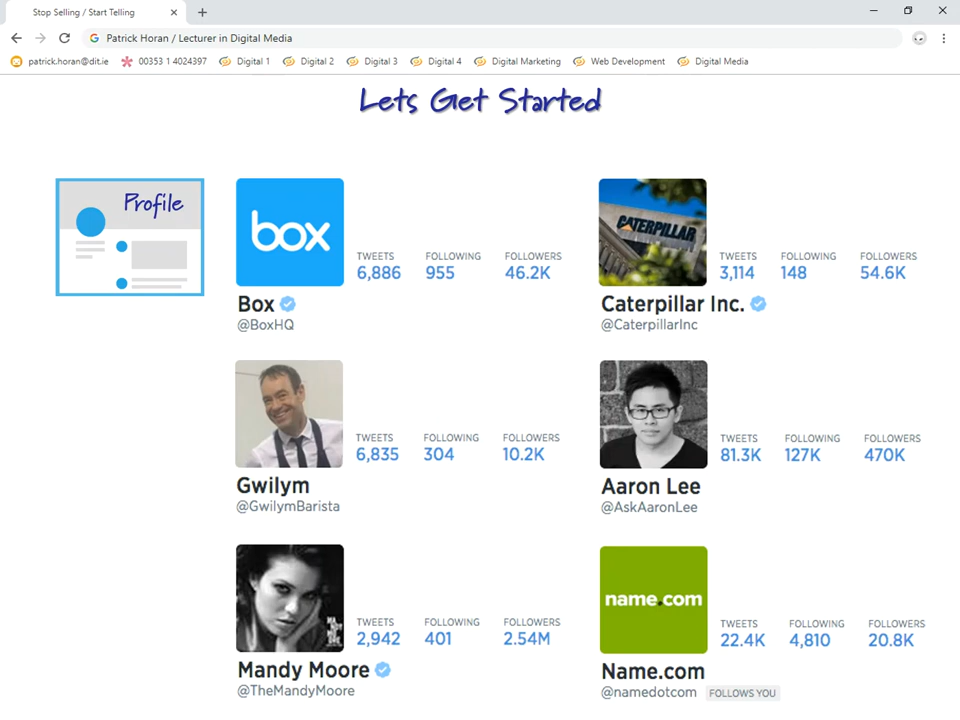 Stop Selling / Start Telling
Patrick Horan / Lecturer in Digital Media
patrick.horan@dit.ie 00353 1 4024397 Digital 1 Digital 2 Digital 3 Digital 4 Digital Marketing Web Development Digital Media
Lets Get Started
Profile
box
TWEETS FOLLOWING FOLLOWERS
6,886 955 46.2K
Box
@BoxHQ
CATERPILLAR
TWEETS FOLLOWING FOLLOWERS
3,114 148 54.6K
Caterpillar Inc.
@CaterpillarInc
TWEETS FOLLOWING FOLLOWERS
6,835 304 10.2K
Gwilym
@GwilymBarista
TWEETS FOLLOWING FOLLOWERS
81.3K 127K 470K
Aaron Lee
@AskAaronLee
MA
NDY
MO
ORE
TWEETS FOLLOWING FOLLOWERS
2,942 401 2.54M
Mandy Moore
@TheMandyMoore
name.com
TWEETS FOLLOWING FOLLOWERS
22.4K 4,810 20.8K
Name.com
@namedotcom FOLLOWS YOU